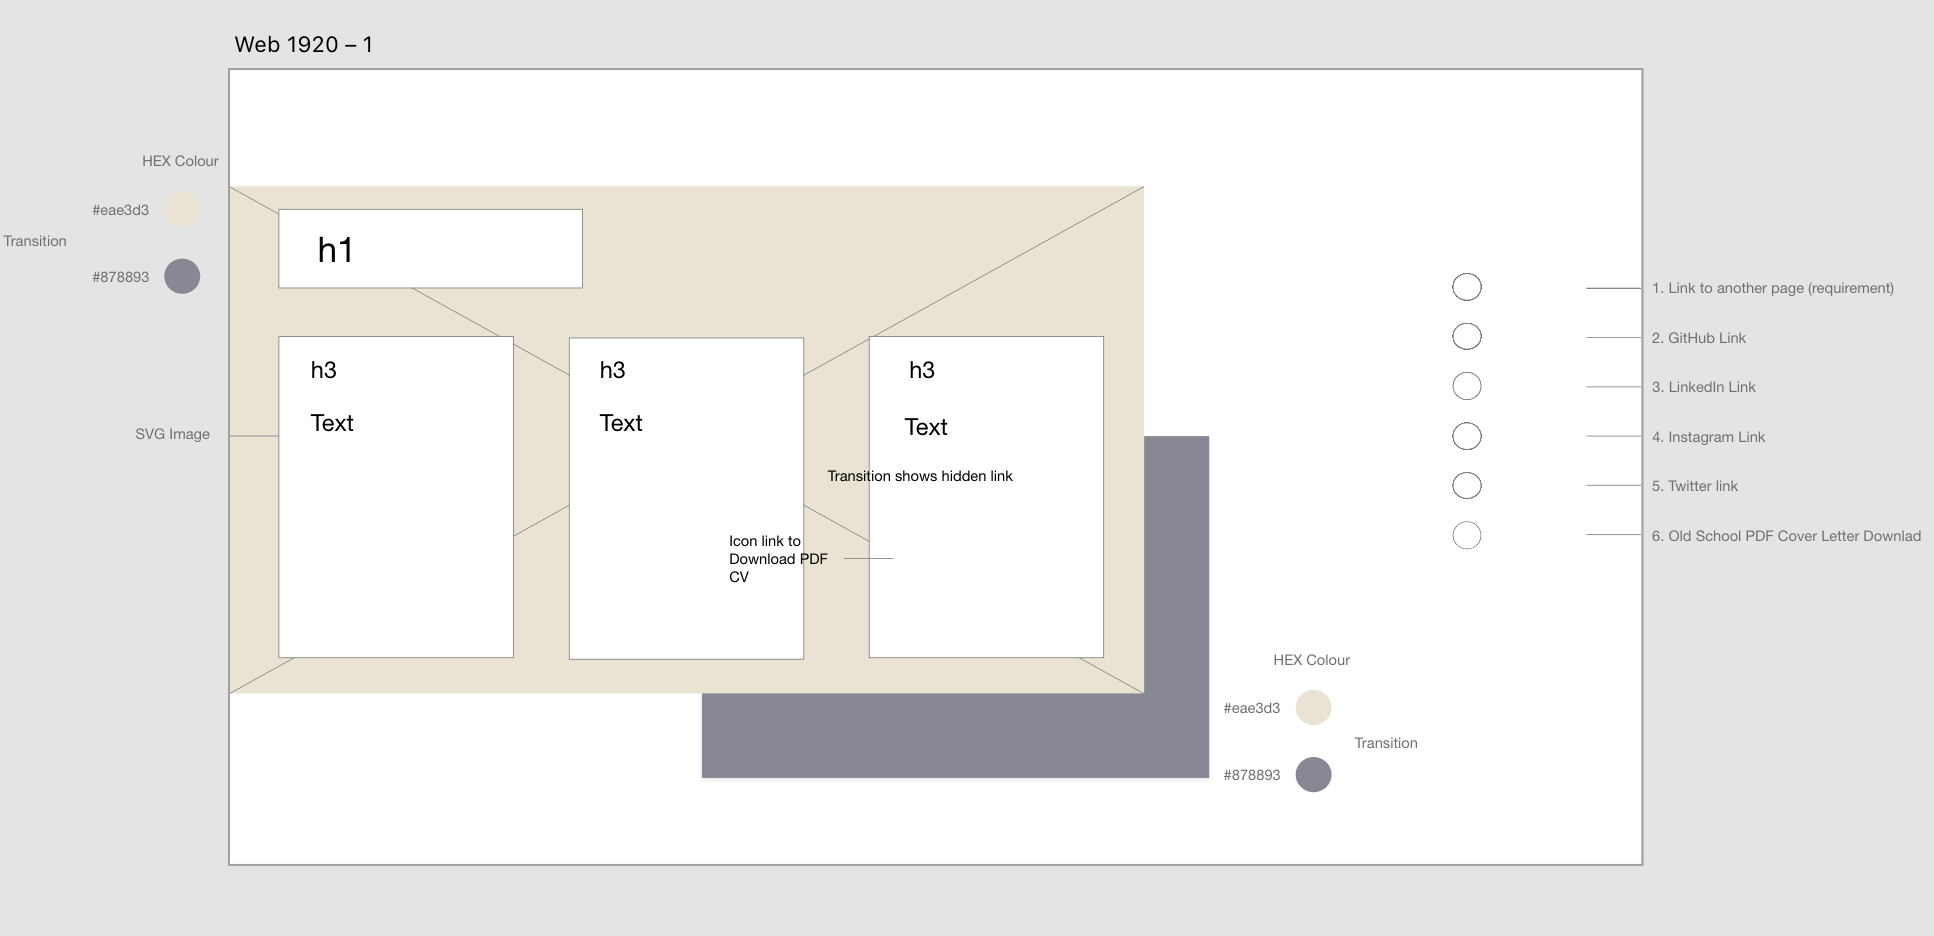 Web 1920 – 1
HEX Colour
#eae3d3
Transition
#878893
SVG Image
h1
h3
Text
h3
Text
h3
Text
Transition shows hidden link
Icon link to
Download PDF
CV
1. Link to another page (requirement)
2. GitHub Link
3. LinkedIn Link
4. Instagram Link
5. Twitter link
6. Old School PDF Cover Letter Downlad
HEX Colour
#eae3d3
Transition
#878893